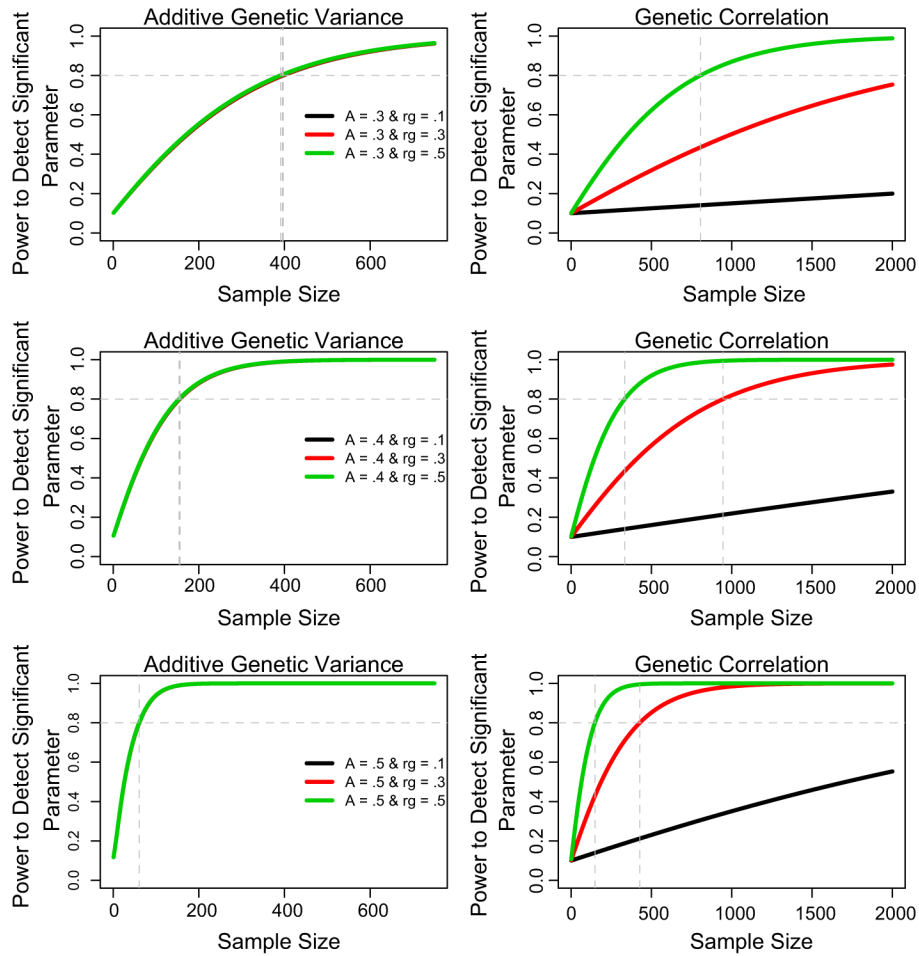 Additive Genetic Variance
Power to Detect Significant
Parameter
1.0
0.8
0.6
0.4
0.2
0.0
A = .3 & rg = .1
A = .3 & rg = .3
A = .3 & rg = .5
0 200 400 600
Sample Size
Genetic Correlation
Power to Detect Significant
Parameter
1.0
0.8
0.6
0.4
0.2
0.0
0 500 1000 1500 2000
Sample Size
Additive Genetic Variance
Power to Detect Significant
Parameter
1.0
0.8
0.6
0.4
0.2
0.0
A = .4 & rg = .1
A = .4 & rg = .3
A = .4 & rg = .5
0 200 400 600
Sample Size
Genetic Correlation
Power to Detect Significant
Parameter
1.0
0.8
0.6
0.4
0.2
0.0
0 500 1000 1500 2000
Sample Size
Additive Genetic Variance
Power to Detect Significant
Parameter
1.0
0.8
0.6
0.4
0.2
0.0
A = .5 & rg = .1
A = .5 & rg = .3
A = .5 & rg = .5
0 200 400 600
Sample Size
Genetic Correlation
Power to Detect Significant
Parameter
1.0
0.8
0.6
0.4
0.2
0.0
0 500 1000 1500 2000
Sample Size